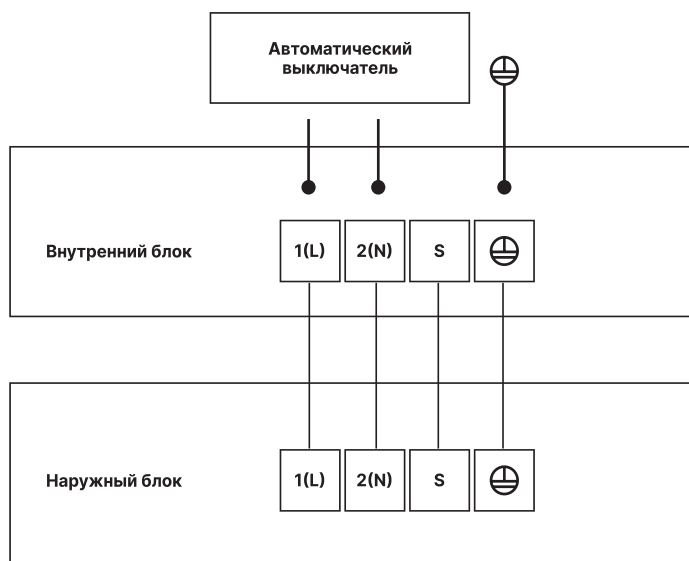 Автоматический
выключатель
Внутренний блок
1(L) 2(N) S
Наружный блок
1(L) 2(N) S